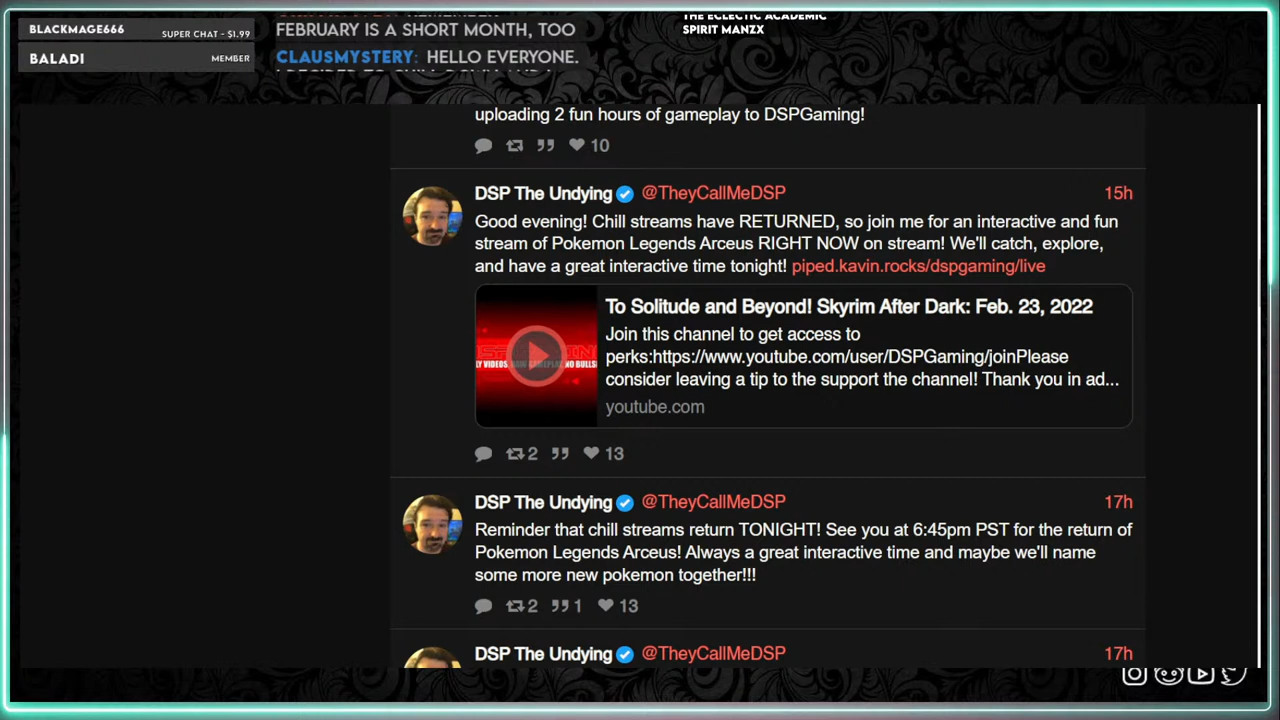 BLACKMAGE666
SUPER CHAT - $1.99
BALADI
MEMBER
FEBRUARY IS A SHORT MONTH, TOO
CLAUSMYSTERY: HELLO EVERYONE.
THE ECLECTIC ACADEMIC
SPIRIT MANZX
uploading 2 fun hours of gameplay to DSPGaming!
10
DSP The Undying @TheyCallMeDSP 15h
Good evening! Chill streams have RETURNED, so join me for an interactive and fun
stream of Pokemon Legends Arceus RIGHT NOW on stream! We'll catch, explore,
and have a great interactive time tonight! piped.kavin.rocks/dspgaming/live
To Solitude and Beyond! Skyrim After Dark: Feb. 23, 2022
Join this channel to get access to
perks:https://www.youtube.com/user/DSPGaming/joinPlease
consider leaving a tip to the support the channel! Thank you in ad...
youtube.com
2 13
DSP The Undying @TheyCallMeDSP 17h
Reminder that chill streams return TONIGHT! See you at 6:45pm PST for the return of
Pokemon Legends Arceus! Always a great interactive time and maybe we'll name
some more new pokemon together!!!
2 1 13
DSP The Undying @TheyCallMeDSP 17h